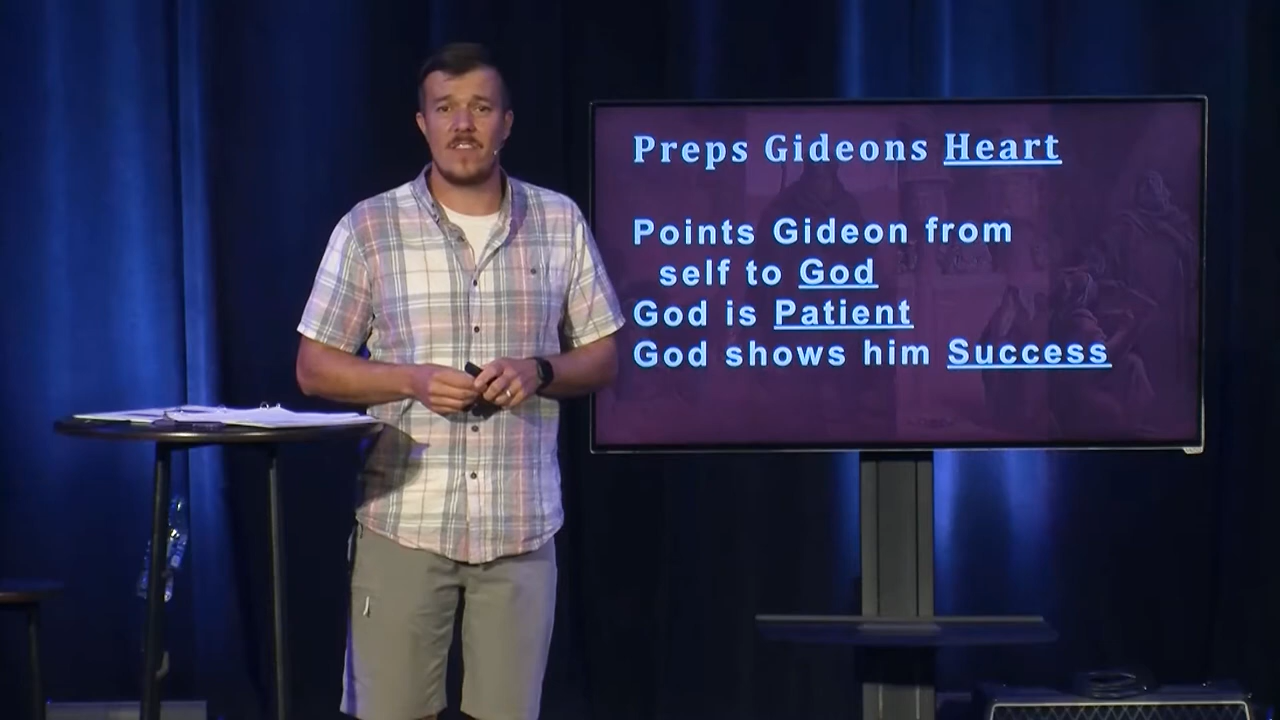 Preps Gideons Heart
Points Gideon from
self to God
God is Patient
God shows him Success